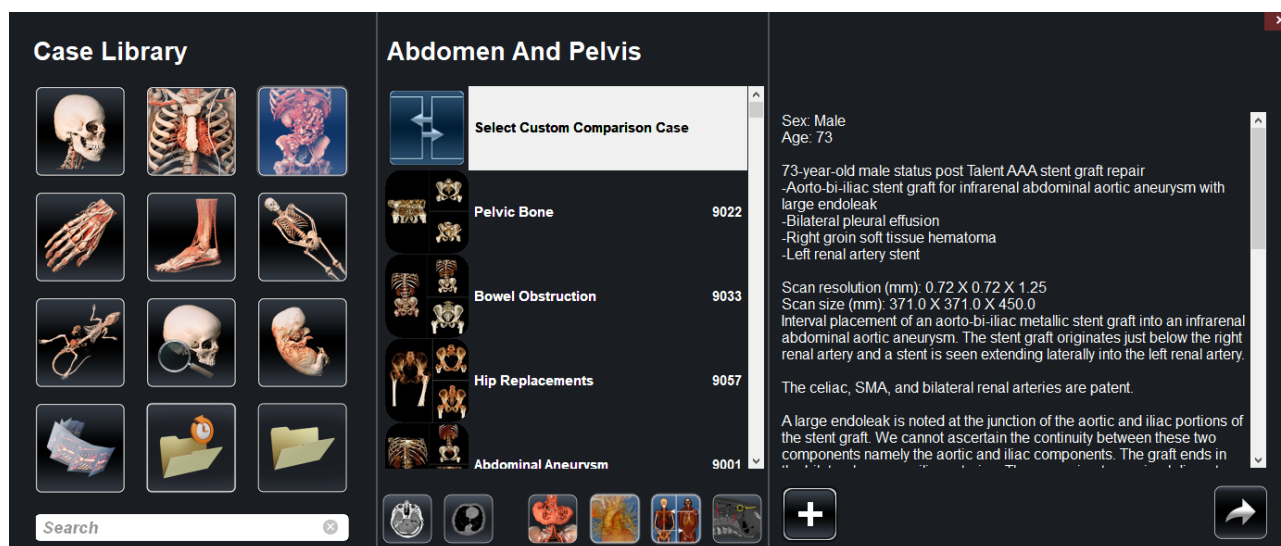 Case Library
Search
Abdomen And Pelvis
Select Custom Comparison Case
Pelvic Bone 9022
Bowel Obstruction 9033
Hip Replacements 9057
Abdominal Aneurysm 9001
Sex: Male
Age: 73
73-year-old male status post Talent AAA stent graft repair
-Aorto-bi-iliac stent graft for infrarenal abdominal aortic aneurysm with
large endoleak
-Bilateral pleural effusion
-Right groin soft tissue hematoma
-Left renal artery stent
Scan resolution (mm): 0.72 X 0.72 X 1.25
Scan size (mm): 371.0 X 371.0 X 450.0
Interval placement of an aorto-bi-iliac metallic stent graft into an infrarenal
abdominal aortic aneurysm. The stent graft originates just below the right
renal artery and a stent is seen extending laterally into the left renal artery.
The celiac, SMA, and bilateral renal arteries are patent.
A large endoleak is noted at the junction of the aortic and iliac portions of
the stent graft. We cannot ascertain the continuity between these two
components namely the aortic and iliac components. The graft ends in